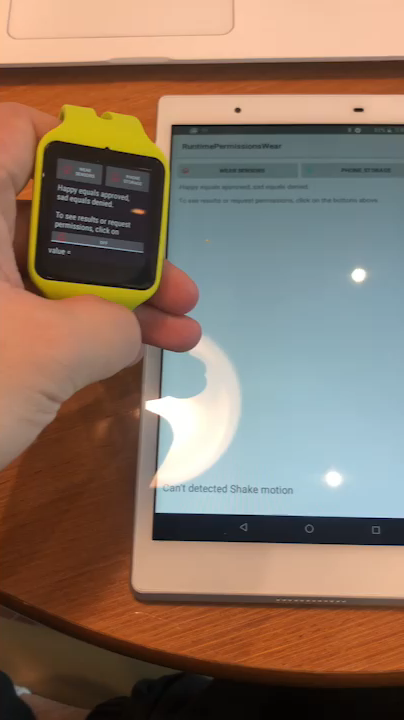 WEAR
SENSORS
PHONE
STORAGE
Happy equals approved,
sad equals denied.
To see results or request
permissions, click on
OFF
value =
RuntimePermissionsWear
WEAR SENSORS
PHONE STORAGE
Happy equals approved, sad equals denied.
To see results or request permissions, click on the buttons above
Can't detected Shake motion